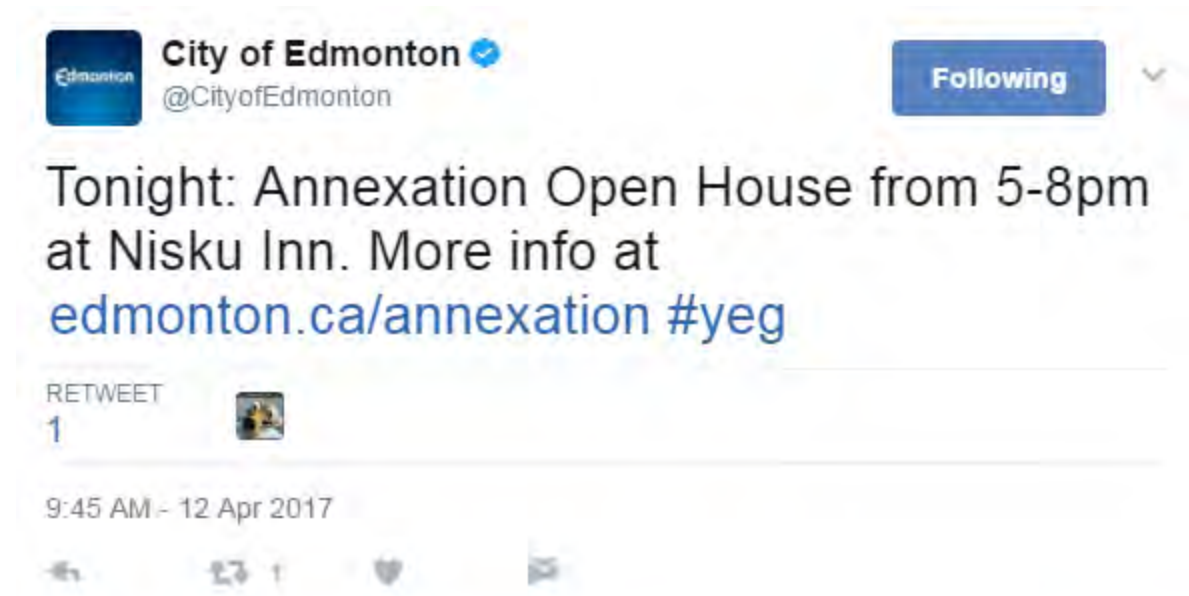 Edmonton
City of Edmonton
@CityofEdmonton
Following
Tonight: Annexation Open House from 5-8pm
at Nisku Inn. More info at
edmonton.ca/annexation #yeg
RETWEET
1
9:45 AM - 12 Apr 2017
1